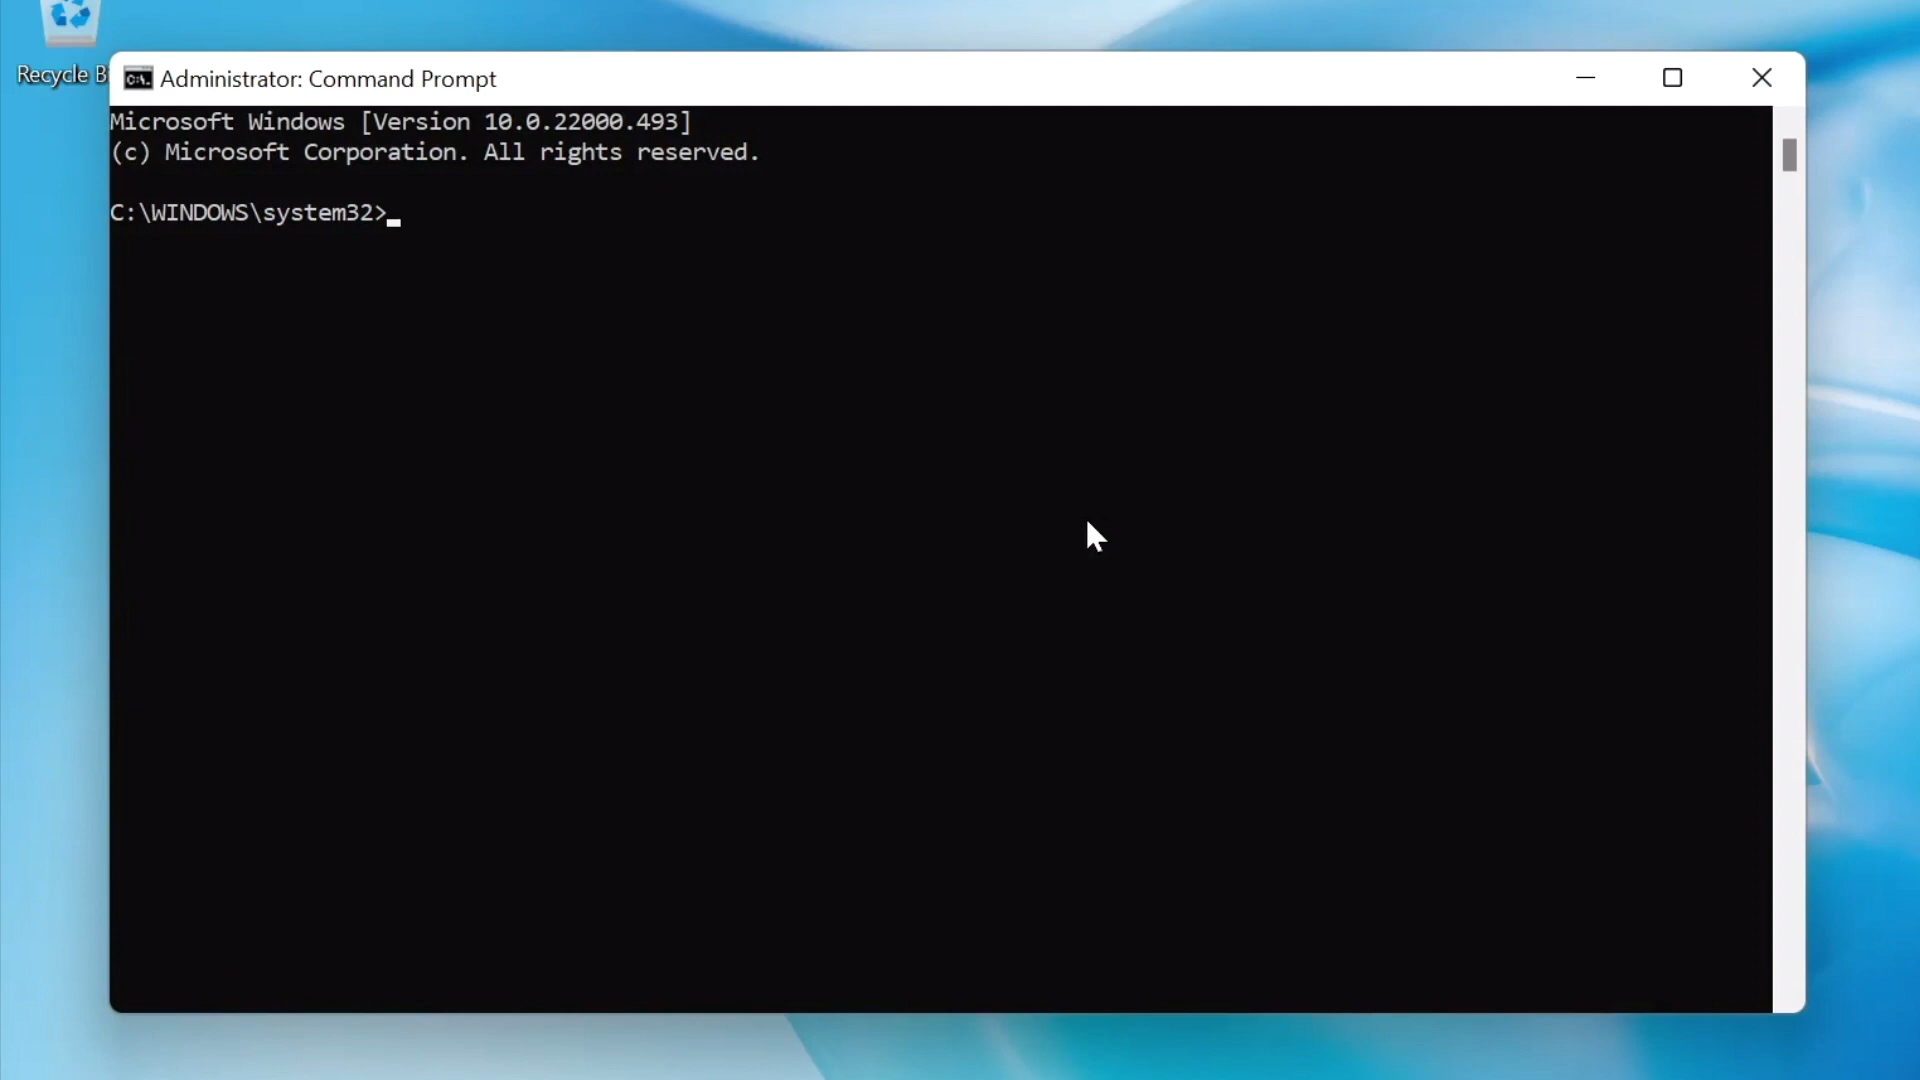 Recycle B
Administrator: Command Prompt
Microsoft Windows [Version 10.0.22000.493]
(c) Microsoft Corporation. All rights reserved.
C:\WINDOWS\system32>